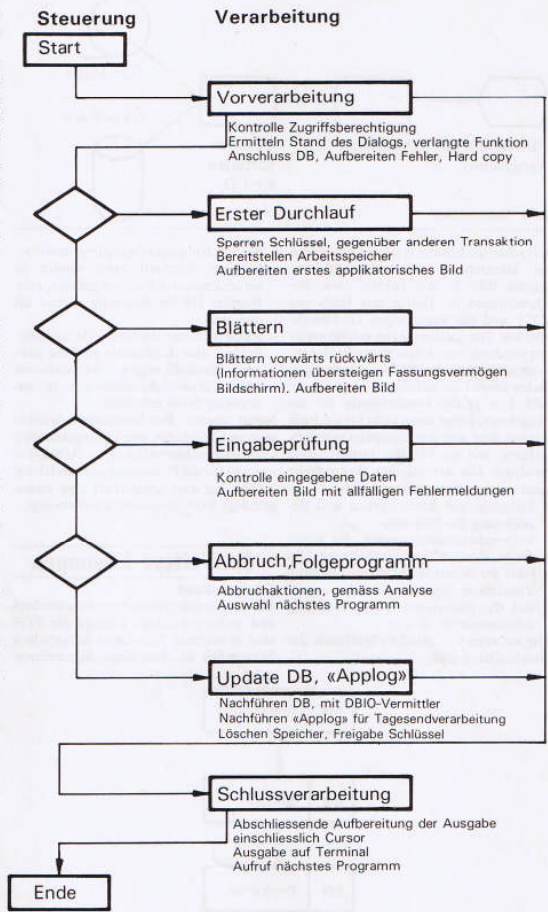 Steuerung Verarbeitung
Start
Vorverarbeitung
Kontrolle Zugriffsberechtigung
Ermitteln Stand des Dialogs, verlangte Funktion
Anschluss DB, Aufbereiten Fehler, Hard copy
Erster Durchlauf
Sperren Schlüssel, gegenüber anderen Transaktion
Bereitstellen Arbeitsspeicher
Aufbereiten erstes applikatorisches Bild
Blättern
Blättern vorwärts rückwärts
(Informationen übersteigen Fassungsvermögen
Bildschirm), Aufbereiten Bild
Eingabeprüfung
Kontrolle eingegebene Daten
Aufbereiten Bild mit allfälligen Fehlermeldungen
Abbruch,Folgeprogramm
Abbruchaktionen, gemäss Analyse
Auswahl nächstes Programm
Update DB, «Applog»
Nachführen DB, mit DBIO-Vermittler
Nachführen «Applog» für Tagesendverarbeitung
Löschen Speicher, Freigabe Schlüssel
Schlussverarbeitung
Abschliessende Aufbereitung der Ausgabe
einschliesslich Cursor
Ausgabe auf Terminal
Aufruf nächstes Programm
Ende